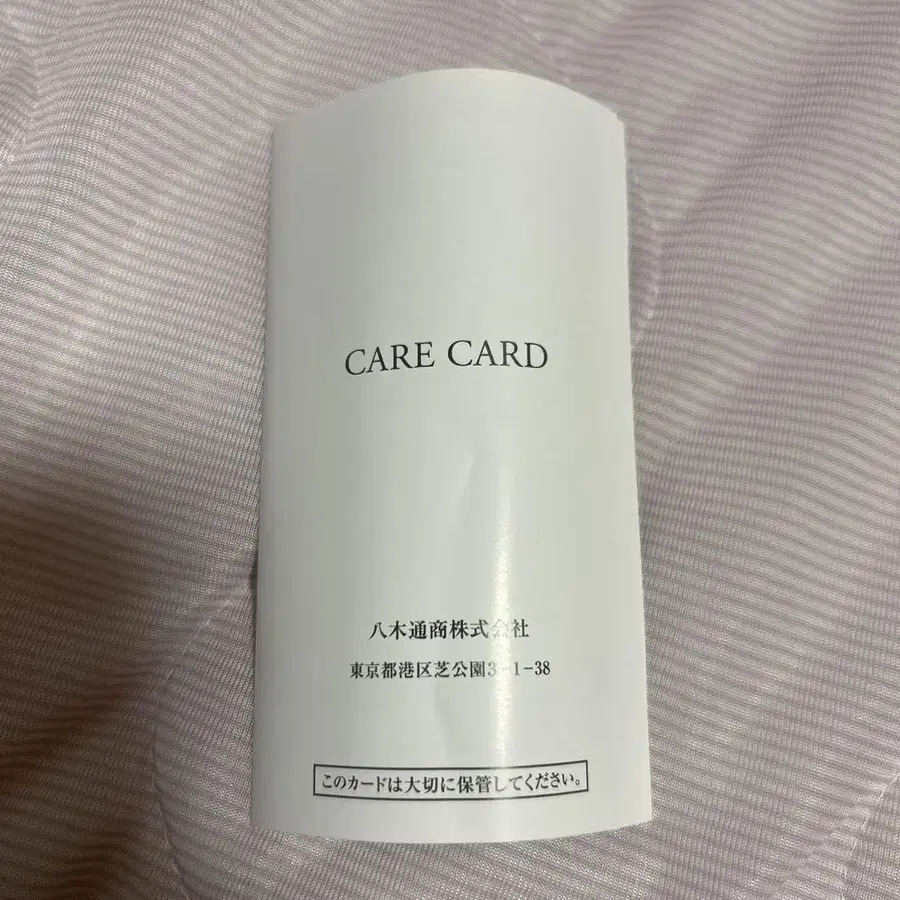 CARE CARD
八木通商株式会社
東京都港区芝公園3-1-38
このカードは大切に保管してください。